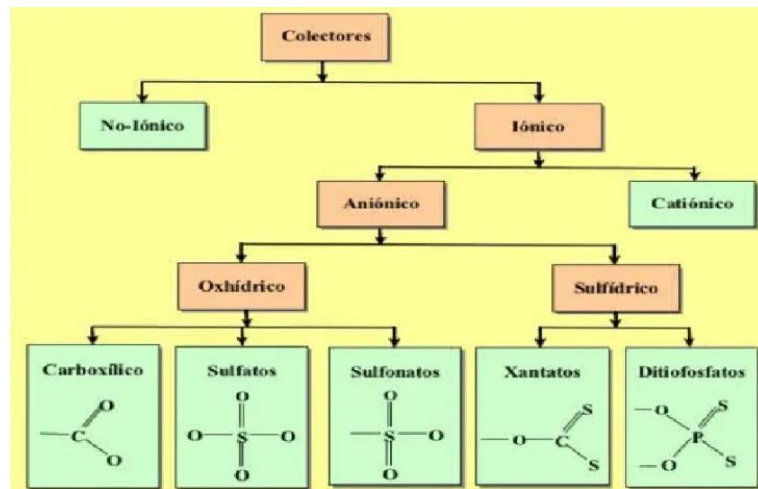 Colectores
No-Iónico
Iónico
Aniónico
Catiónico
Oxhídrico
Sulfídrico
Carboxílico
Sulfatos
Sulfonatos
Xantatos
Ditiofosfatos
O
C
O
O
O S O
O
O
S O
O
S
O C
S
O S
P
O S